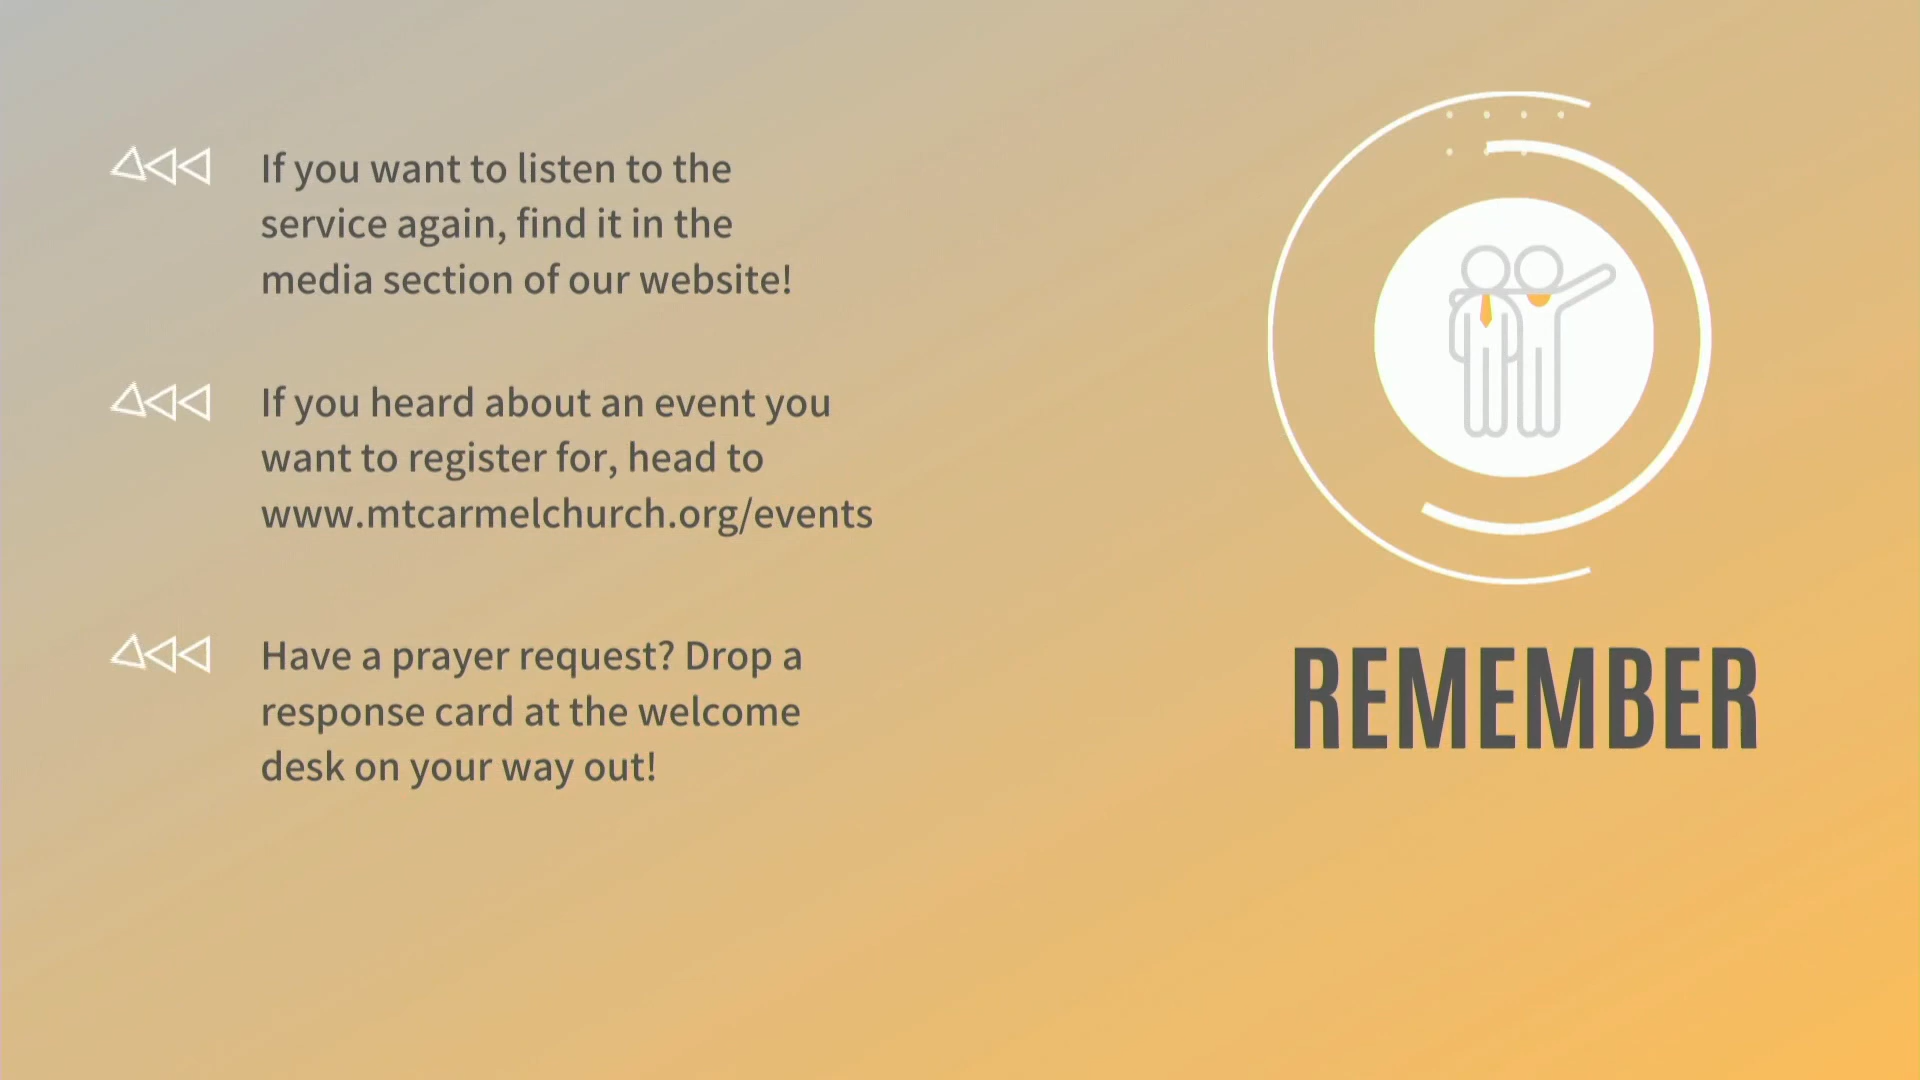 If you want to listen to the
service again, find it in the
media section of our website!
If you heard about an event you
want to register for, head to
www.mtcarmelchurch.org/events
Have a prayer request? Drop a
response card at the welcome
desk on your way out!
REMEMBER